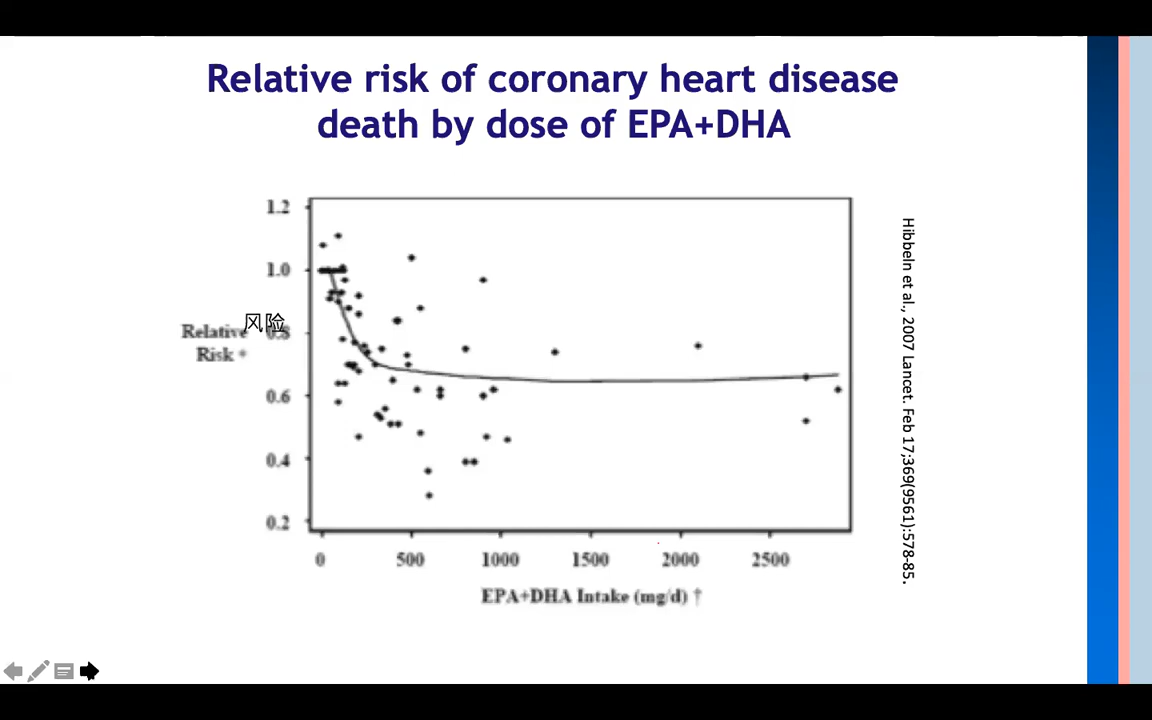 Relative risk of coronary heart disease
death by dose of EPA+DHA
1.2
1.0
风险
0.8
Relative
Risk *
0.6
0.4
0.2
0 500 1000 1500 2000 2500
EPA+DHA Intake (mg/d) †
Hibbeln et al., 2007 Lancet. Feb 17;369(9561):578-85.